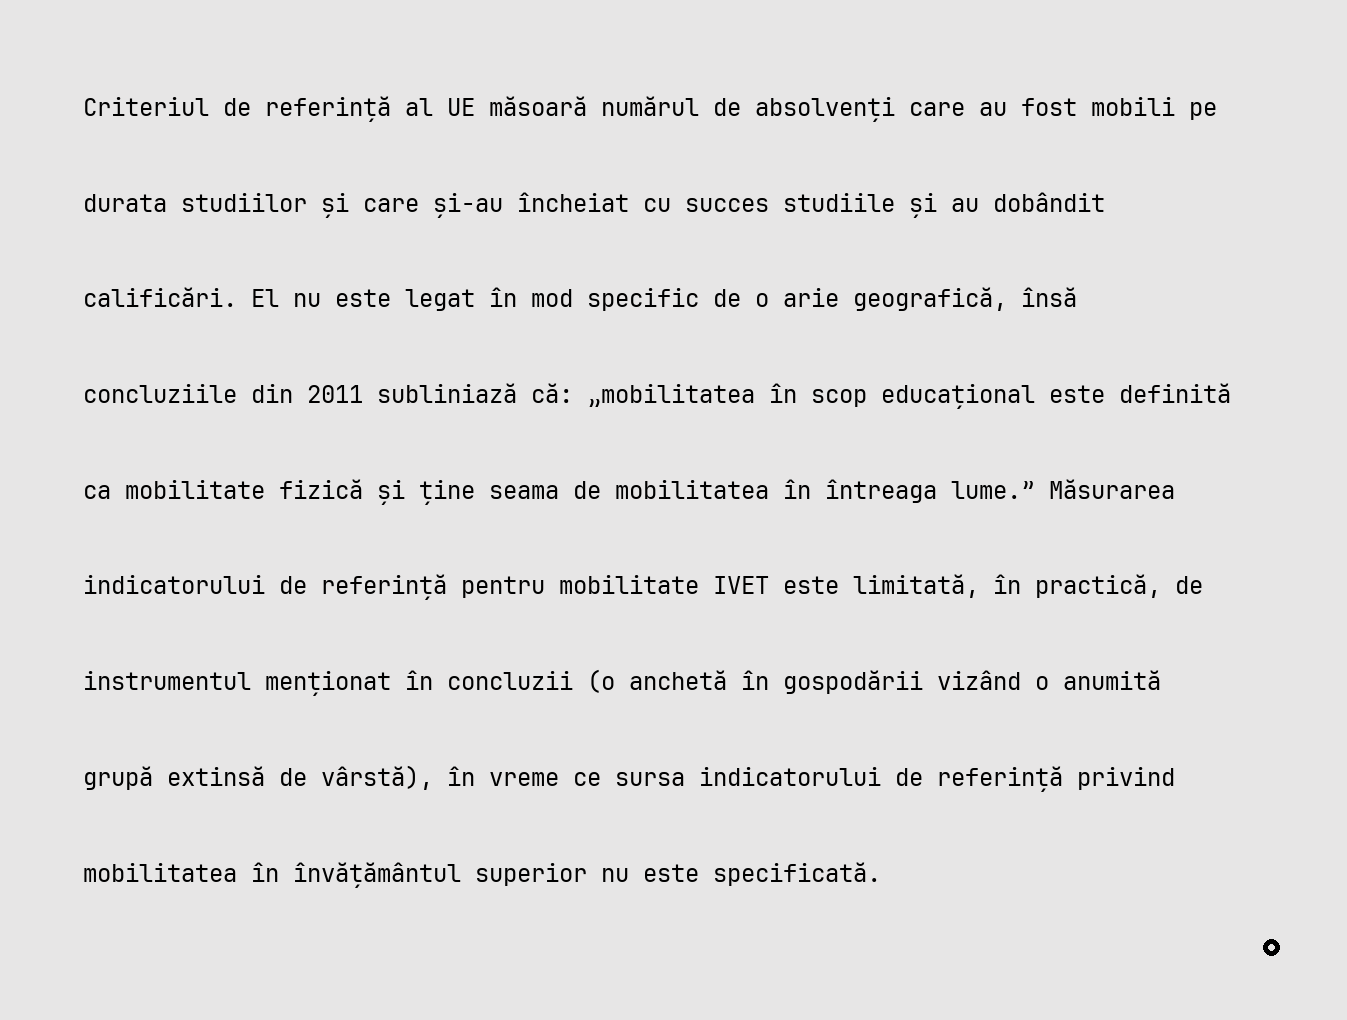 Criteriul de referință al UE măsoară numărul de absolvenți care au fost mobili pe
durata studiilor și care și-au încheiat cu succes studiile și au dobândit
calificări. El nu este legat în mod specific de o arie geografică, însă
concluziile din 2011 subliniază că: „mobilitatea în scop educațional este definită
ca mobilitate fizică și ține seama de mobilitatea în întreaga lume.” Măsurarea
indicatorului de referință pentru mobilitate IVET este limitată, în practică, de
instrumentul menționat în concluzii (o anchetă în gospodării vizând o anumită
grupă extinsă de vârstă), în vreme ce sursa indicatorului de referință privind
mobilitatea în învățământul superior nu este specificată.